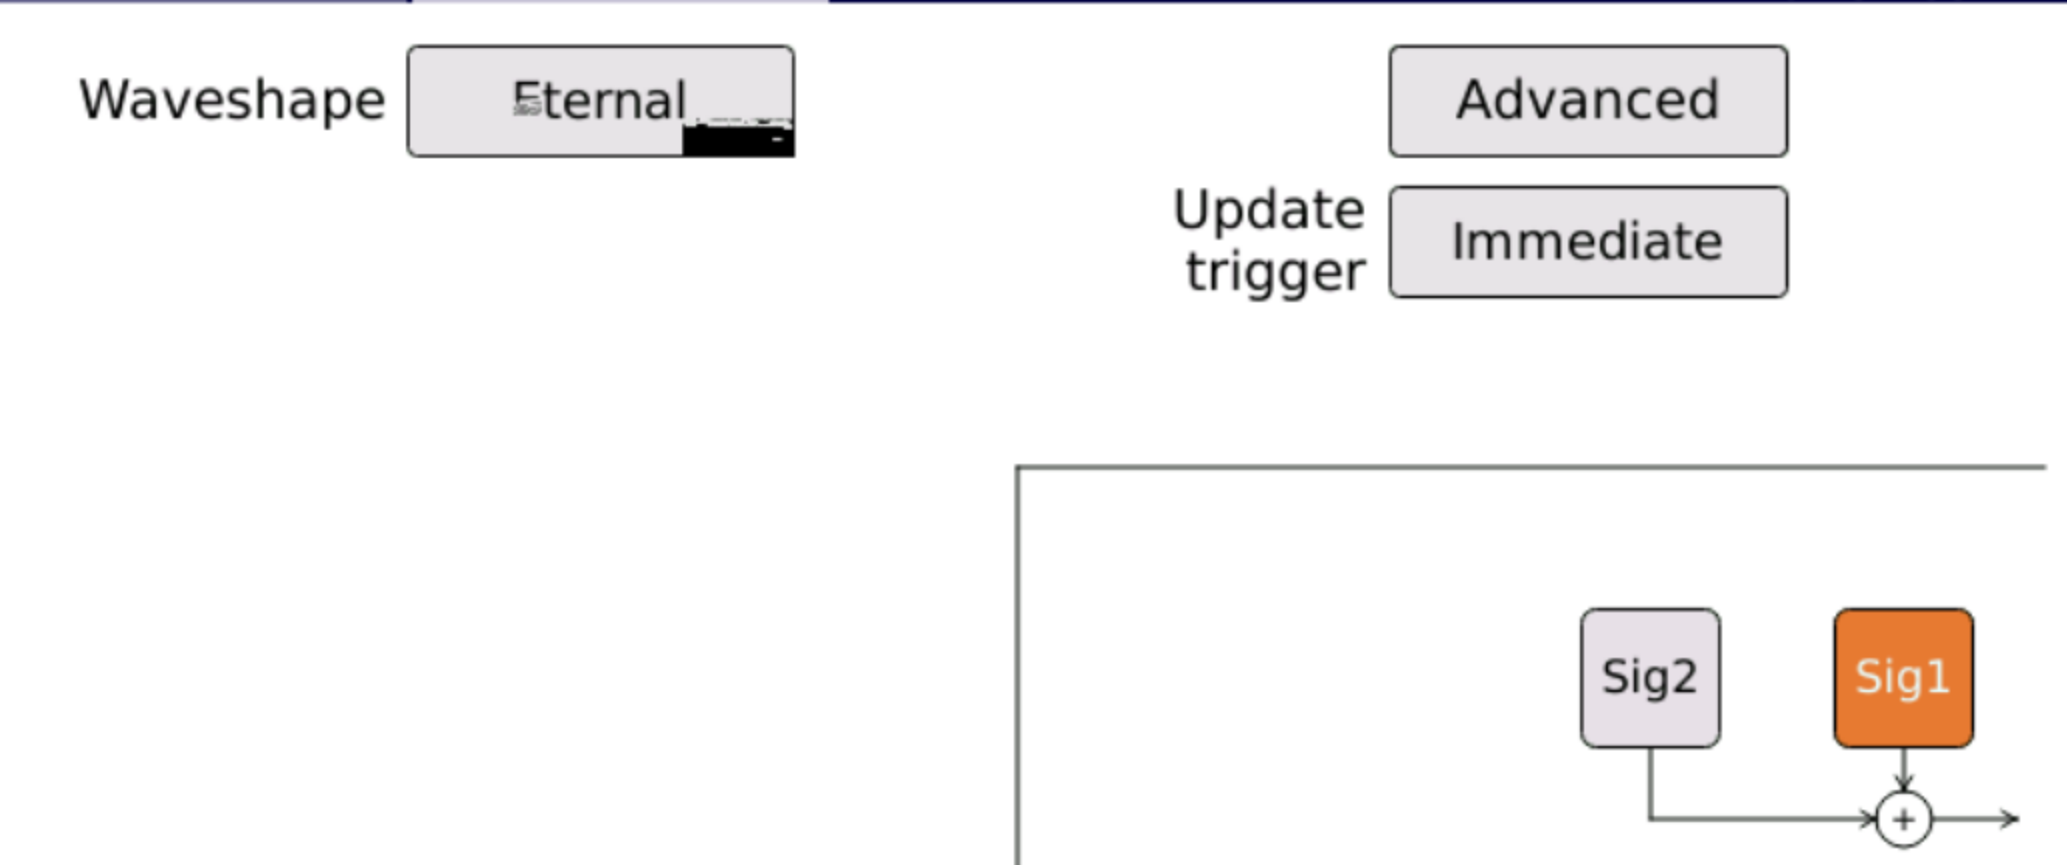 Waveshape
Eternal
Advanced
Update
trigger
Immediate
Sig2
Sig1
+